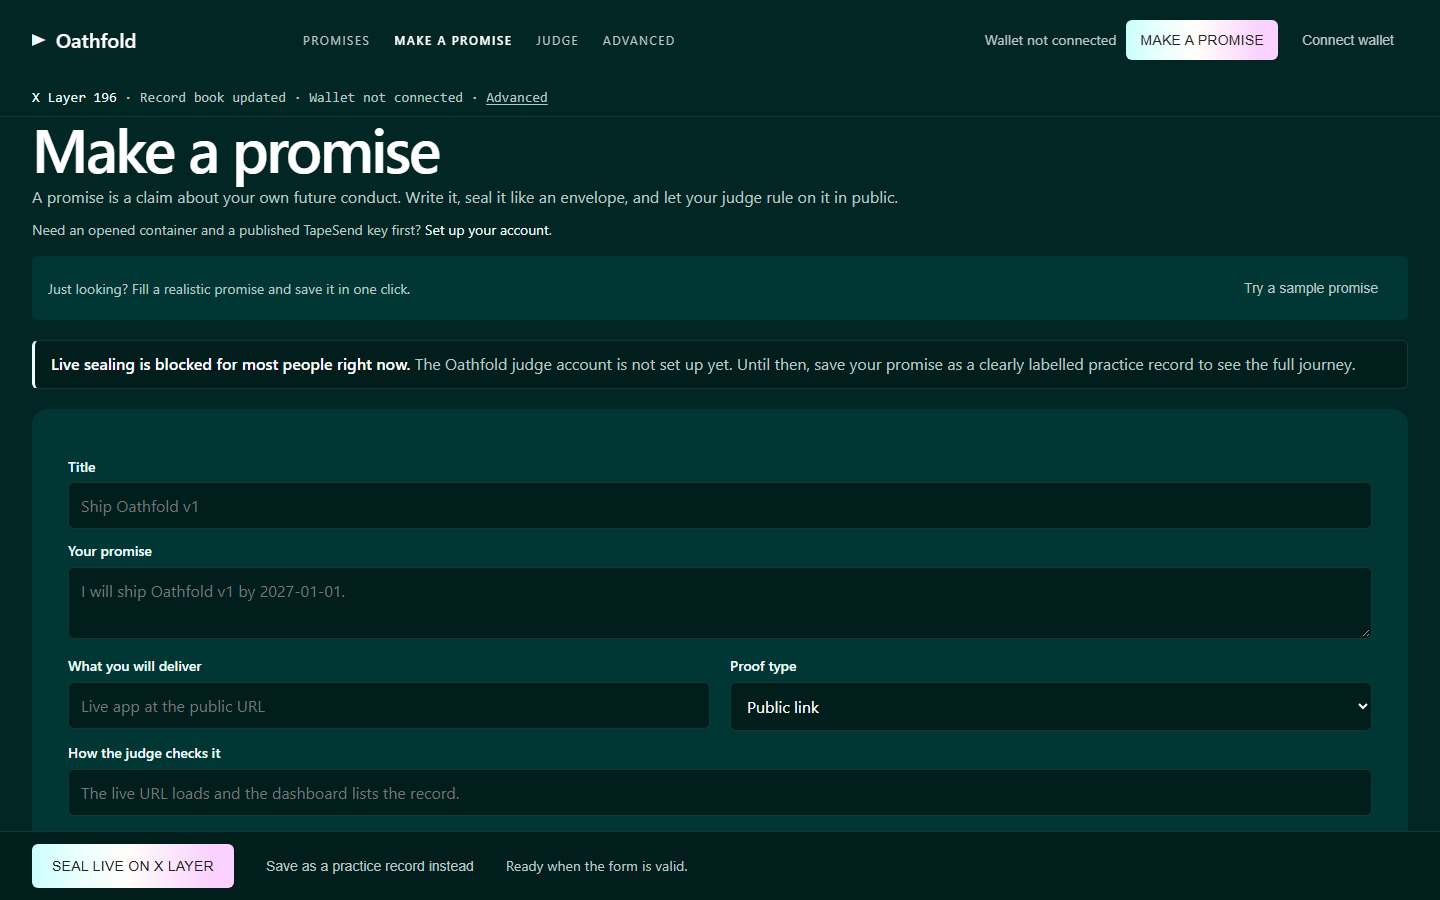 Oathfold
PROMISES
MAKE A PROMISE
JUDGE
ADVANCED
Wallet not connected
MAKE A PROMISE
Connect wallet
X Layer 196 · Record book updated · Wallet not connected · Advanced
Make a promise
A promise is a claim about your own future conduct. Write it, seal it like an envelope, and let your judge rule on it in public.
Need an opened container and a published TapeSend key first? Set up your account.
Just looking? Fill a realistic promise and save it in one click.
Try a sample promise
Live sealing is blocked for most people right now. The Oathfold judge account is not set up yet. Until then, save your promise as a clearly labelled practice record to see the full journey.
Title
Ship Oathfold v1
Your promise
I will ship Oathfold v1 by 2027-01-01.
What you will deliver
Live app at the public URL
Proof type
Public link
How the judge checks it
The live URL loads and the dashboard lists the record.
SEAL LIVE ON X LAYER
Save as a practice record instead
Ready when the form is valid.